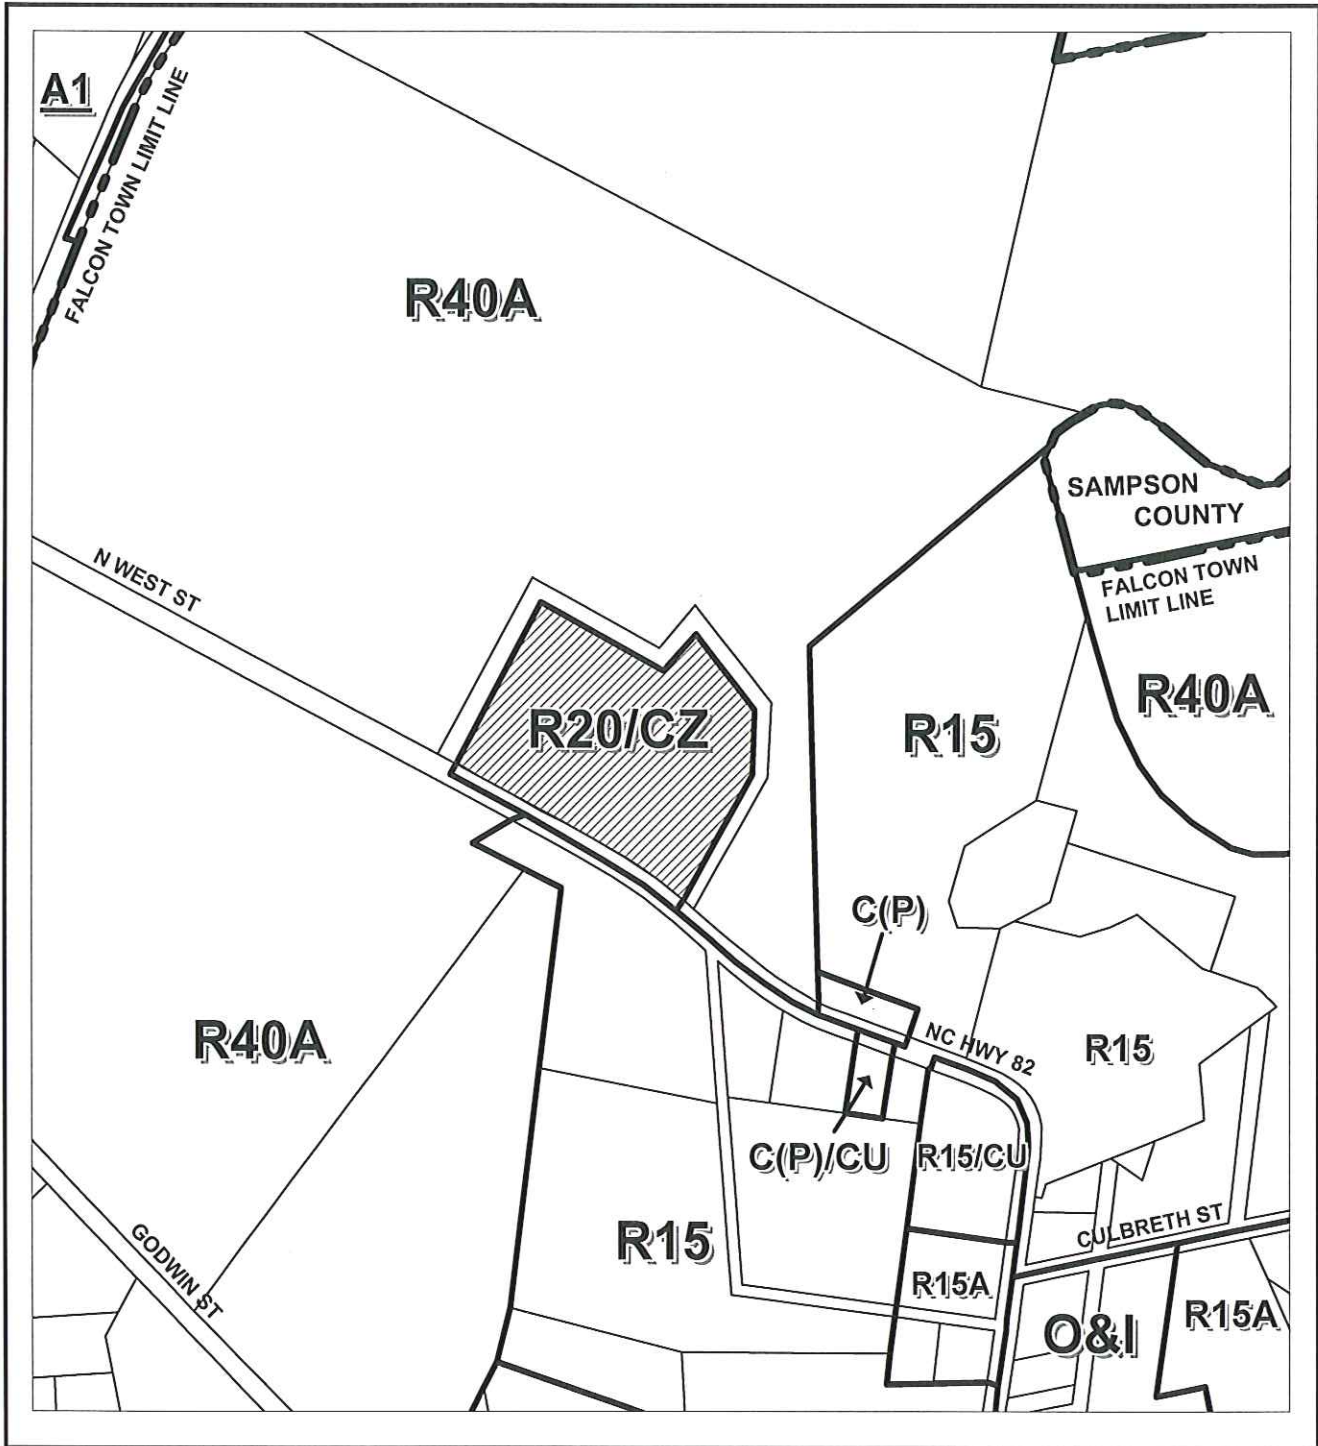 A1
FALCON TOWN LIMIT LINE
R40A
SAMPSON
COUNTY
FALCON TOWN
LIMIT LINE
N WEST ST
R40A
R20/CZ
R15
C(P)
R40A
NC HWY 82
R15
C(P)/CU
R15/CU
R15
CULBRETH ST
GODWIN ST
R15A
R15A
O&I